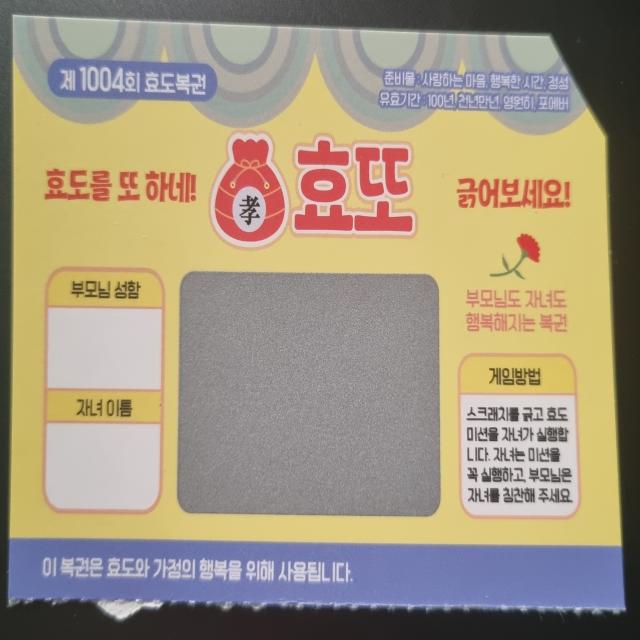 제 1004회 효도복권
준비물 : 사랑하는 마음, 행복한 시간, 정성
유효기간 : 100년, 천년만년, 영원히, 포에버
효도를 또 하네!
孝
효또
긁어보세요!
부모님도 자녀도
행복해지는 복권
부모님 성함
자녀 이름
게임방법
스크래치를 긁고 효도
미션을 자녀가 실행합
니다. 자녀는 미션을
꼭 실행하고, 부모님은
자녀를 칭찬해 주세요.
이 복권은 효도와 가정의 행복을 위해 사용됩니다.